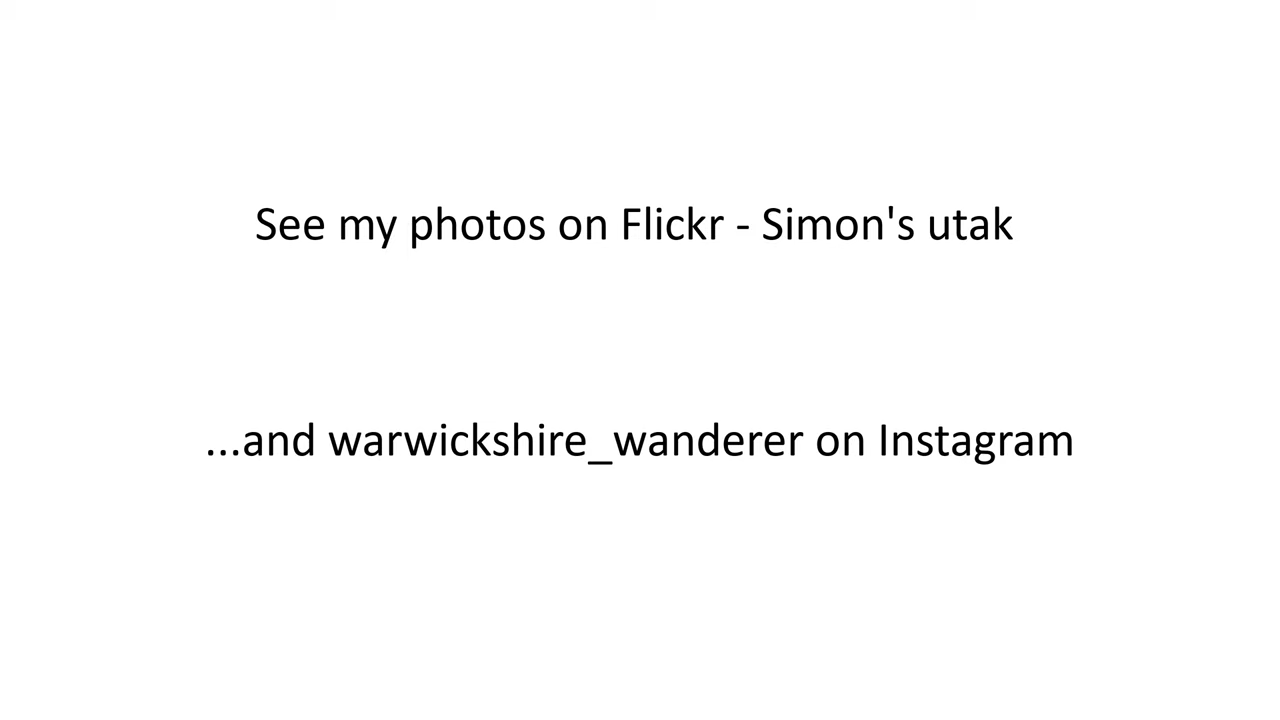 See my photos on Flickr - Simon's utak
...and warwickshire_wanderer on Instagram